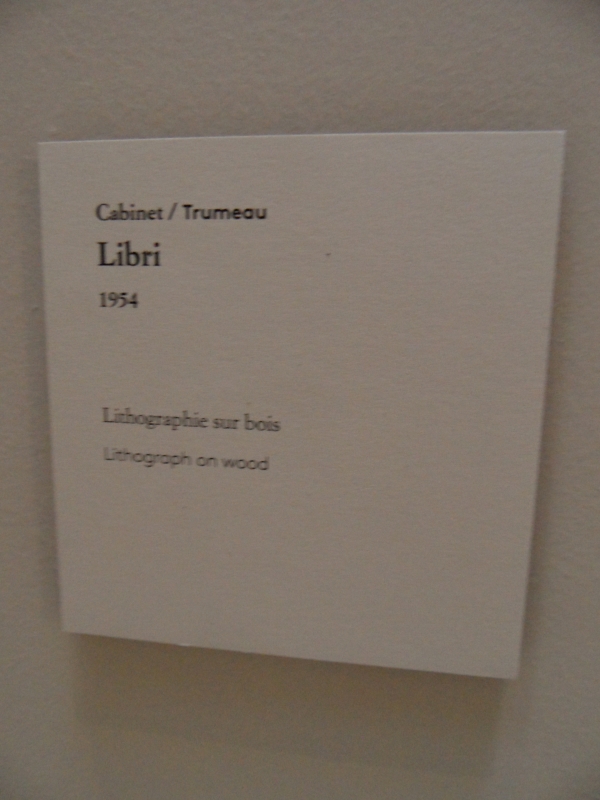 Cabinet / Trumeau
Libri
1954
Lithographie sur bois
Lithograph on wood